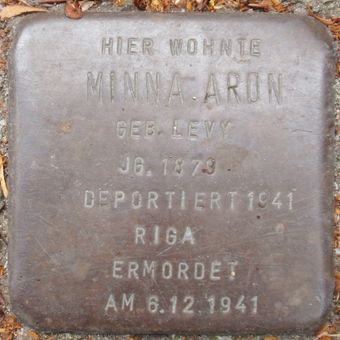 HIER WOHNTE
MINNA ARON
GEB. LEVY
JG. 1879
DEPORTIERT 1941
RIGA
ERMORDET
AM 6.12.1941